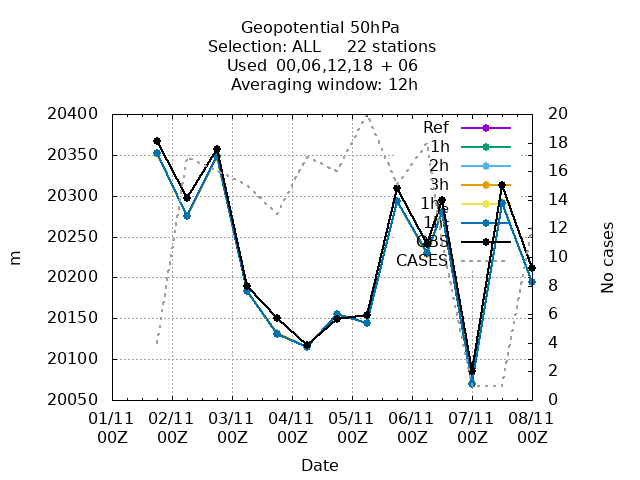 Geopotential 50hPa
Selection: ALL 22 stations
Used 00,06,12,18 + 06
Averaging window: 12h
20400
20350
20300
20250
20200
20150
20100
20050
m
20
18
16
14
12
10
8
6
4
2
0
No cases
Ref
1h
2h
3h
OBS
CASES
01/11 02/11 03/11 04/11 05/11 06/11 07/11 08/11
00Z 00Z 00Z 00Z 00Z 00Z 00Z 00Z
Date